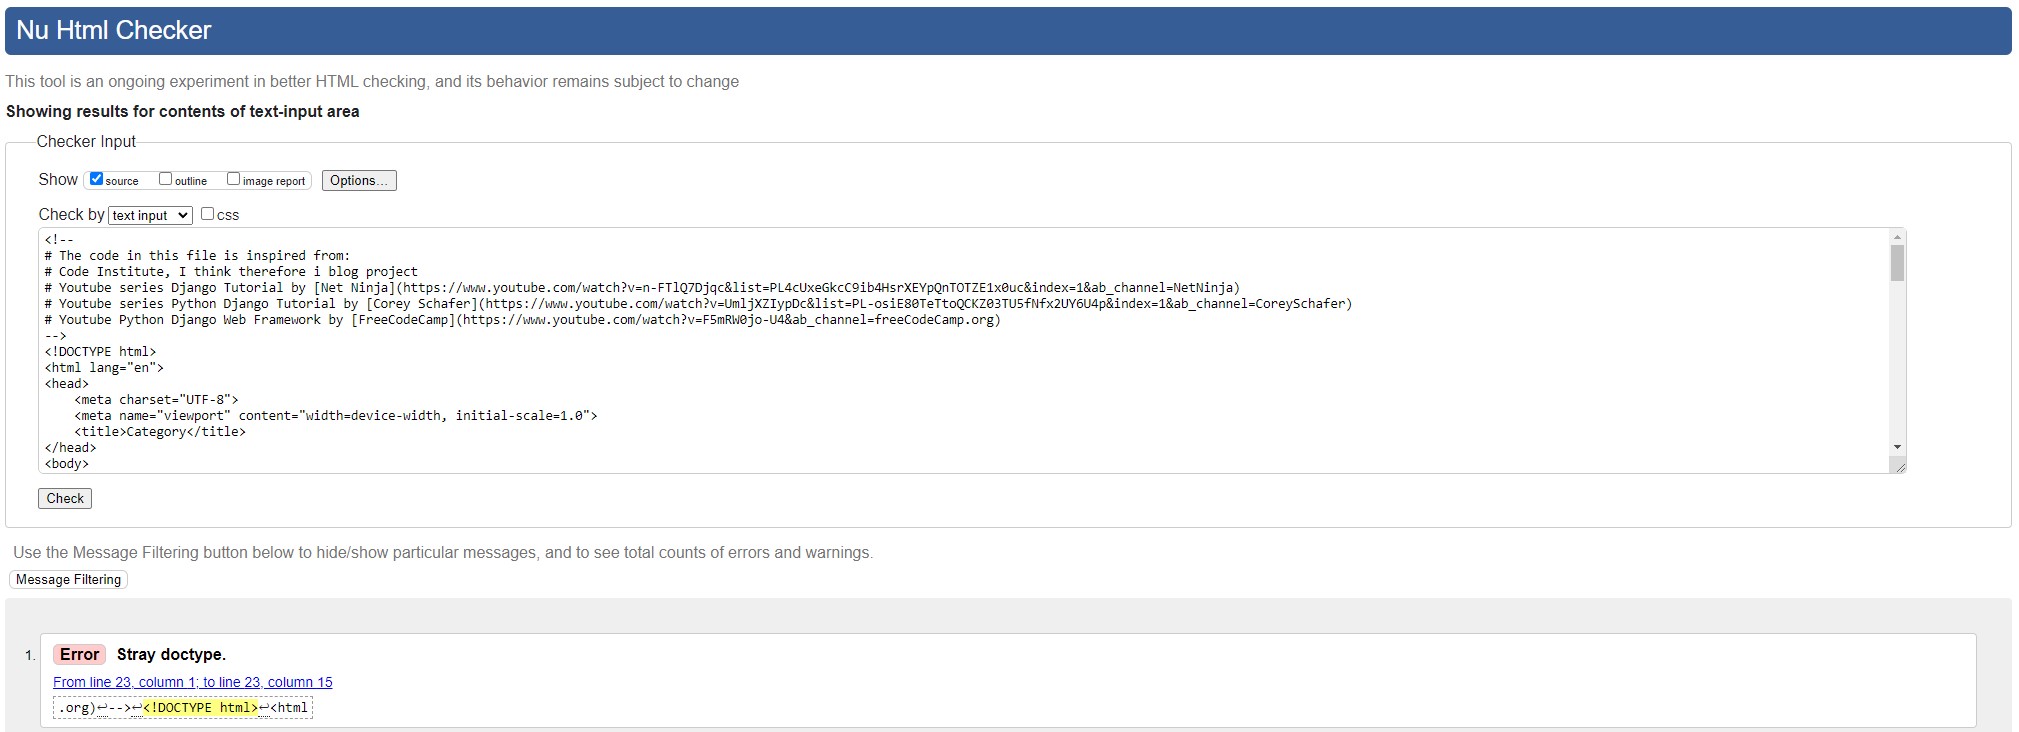 Nu Html Checker
This tool is an ongoing experiment in better HTML checking, and its behavior remains subject to change
Showing results for contents of text-input area
Checker Input
Show source outline image report Options...
Check by text input css
<!--
# The code in this file is inspired from:
# Code Institute, I think therefore i blog project
# Youtube series Django Tutorial by [Net Ninja](https://www.youtube.com/watch?v=n-FTlQ7Djqc&list=PL4cUxeGkcC9ib4HsrXEYpQnTOTZE1x0uc&index=1&ab_channel=NetNinja)
# Youtube series Python Django Tutorial by [Corey Schafer](https://www.youtube.com/watch?v=UmljXZIypDc&list=PL-osiE80TeTtoQCKZ03TU5fNfx2UY6U4p&index=1&ab_channel=CoreySchafer)
# Youtube Python Django Web Framework by [FreeCodeCamp](https://www.youtube.com/watch?v=F5mRW0jo-U4&ab_channel=freeCodeCamp.org)
-->
<!DOCTYPE html>
<html lang="en">
<head>
    <meta charset="UTF-8">
    <meta name="viewport" content="width=device-width, initial-scale=1.0">
    <title>Category</title>
</head>
<body>
Check
Use the Message Filtering button below to hide/show particular messages, and to see total counts of errors and warnings.
Message Filtering
1. Error Stray doctype.
From line 23, column 1; to line 23, column 15
.org)↩-->↩<!DOCTYPE html>↩<html